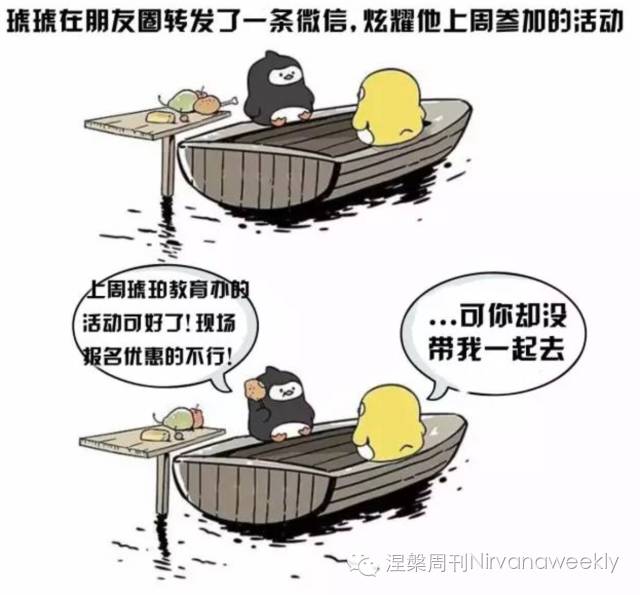 琥琥在朋友圈转发了一条微信,炫耀他上周参加的活动
上周琥珀教育办的
活动可好了!现场
报名优惠的不行!
...可你却没
带我一起去
涅槃周刊Nirvanaweekly